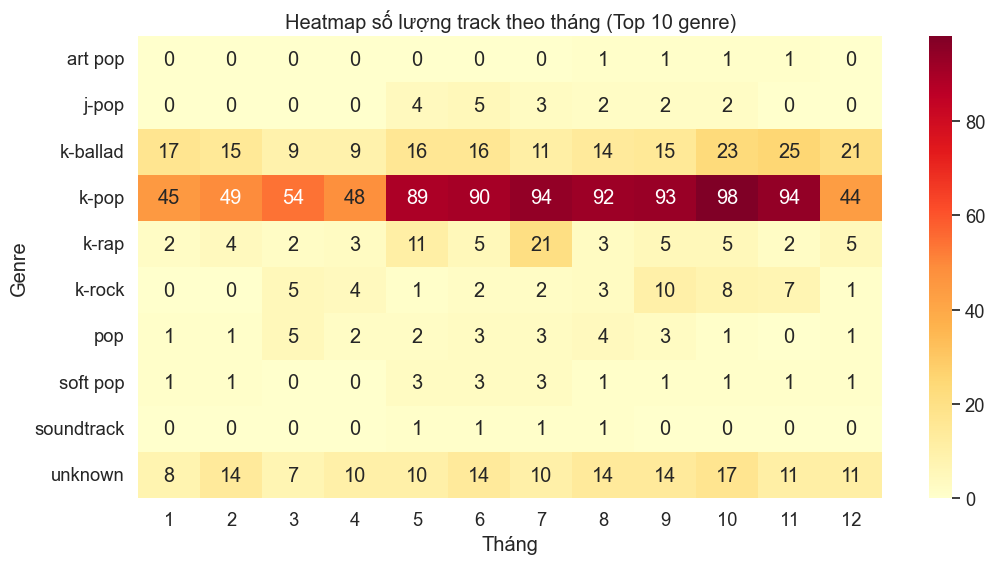 Heatmap số lượng track theo tháng (Top 10 genre)
Genre
art pop 0 0 0 0 0 0 0 1 1 1 1 0
j-pop 0 0 0 0 4 5 3 2 2 2 0 0
k-ballad 17 15 9 9 16 16 11 14 15 23 25 21
k-pop 45 49 54 48 89 90 94 92 93 98 94 44
k-rap 2 4 2 3 11 5 21 3 5 5 2 5
k-rock 0 0 5 4 1 2 2 3 10 8 7 1
pop 1 1 5 2 2 3 3 4 3 1 0 1
soft pop 1 1 0 0 3 3 3 1 1 1 1 1
soundtrack 0 0 0 0 1 1 1 1 0 0 0 0
unknown 8 14 7 10 10 14 10 14 14 17 11 11
1 2 3 4 5 6 7 8 9 10 11 12
Tháng
80
60
40
20
0